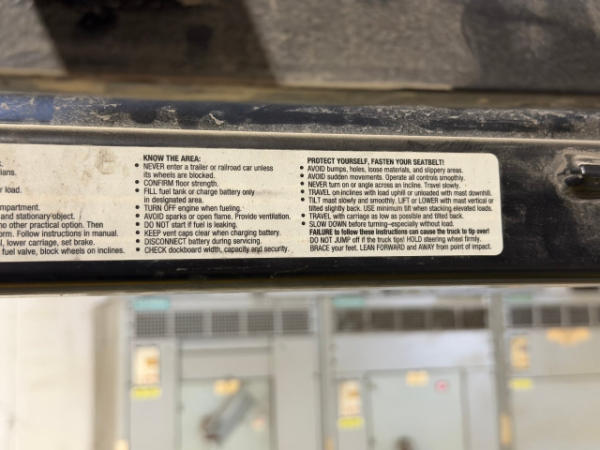 ians.
load.
mpartment.
and stationary object.
no other practical option. Then
orm. Follow instructions in manual.
l, lower carriage, set brake.
fuel valve, block wheels on inclines.
KNOW THE AREA:
• NEVER enter a trailer or railroad car unless
its wheels are blocked.
• CONFIRM floor strength.
• FILL fuel tank or charge battery only
in designated area.
• TURN OFF engine when fueling.
• AVOID sparks or open flame. Provide ventilation.
• DO NOT start if fuel is leaking.
• KEEP vent caps clear when charging battery.
• DISCONNECT battery during servicing.
• CHECK dockboard width, capacity and security.
PROTECT YOURSELF, FASTEN YOUR SEATBELT!
• AVOID bumps, holes, loose materials, and slippery areas.
• AVOID sudden movements. Operate all controls smoothly.
• NEVER turn on or angle across an incline. Travel slowly.
• TRAVEL on inclines with load uphill or unloaded with mast downhill.
• TILT mast slowly and smoothly. LIFT or LOWER with mast vertical or
tilted slightly back. USE minimum tilt when stacking elevated loads.
• TRAVEL with carriage as low as possible and tilted back.
• SLOW DOWN before turning–especially without load.
FAILURE to follow these instructions can cause the truck to tip over!
DO NOT JUMP off if the truck tips! HOLD steering wheel firmly.
BRACE your feet. LEAN FORWARD and AWAY from point of impact.